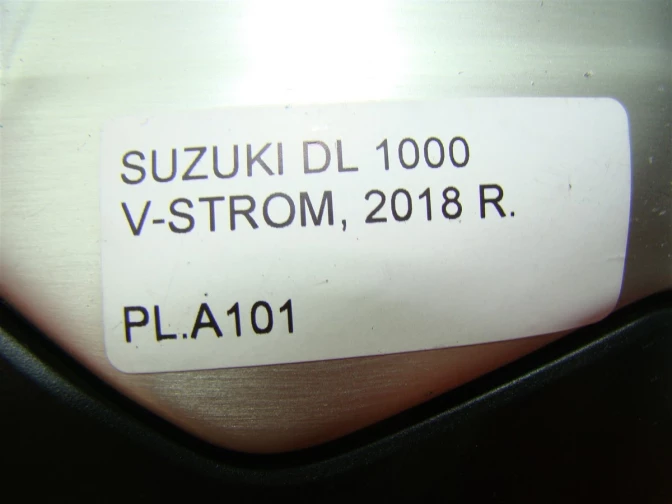 SUZUKI DL 1000
V-STROM, 2018 R.
PL.A101